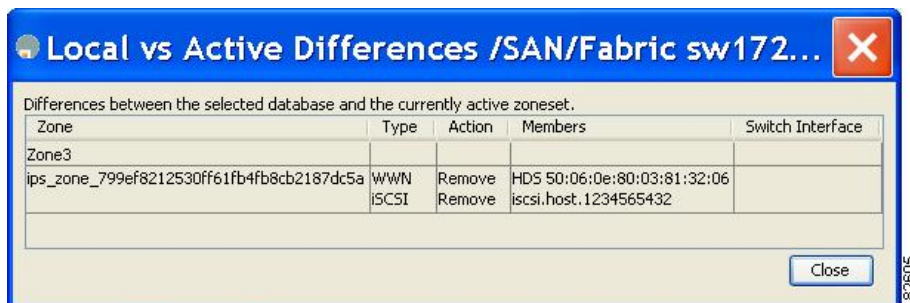 Local vs Active Differences /SAN/Fabric sw172...
Differences between the selected database and the currently active zoneset.
Zone Type Action Members Switch Interface
Zone3
ips_zone_799ef8212530ff61fb4fb8cb2187dc5a WWN Remove HDS 50:06:0e:80:03:81:32:06
iSCSI Remove iscsi.host.1234565432
Close